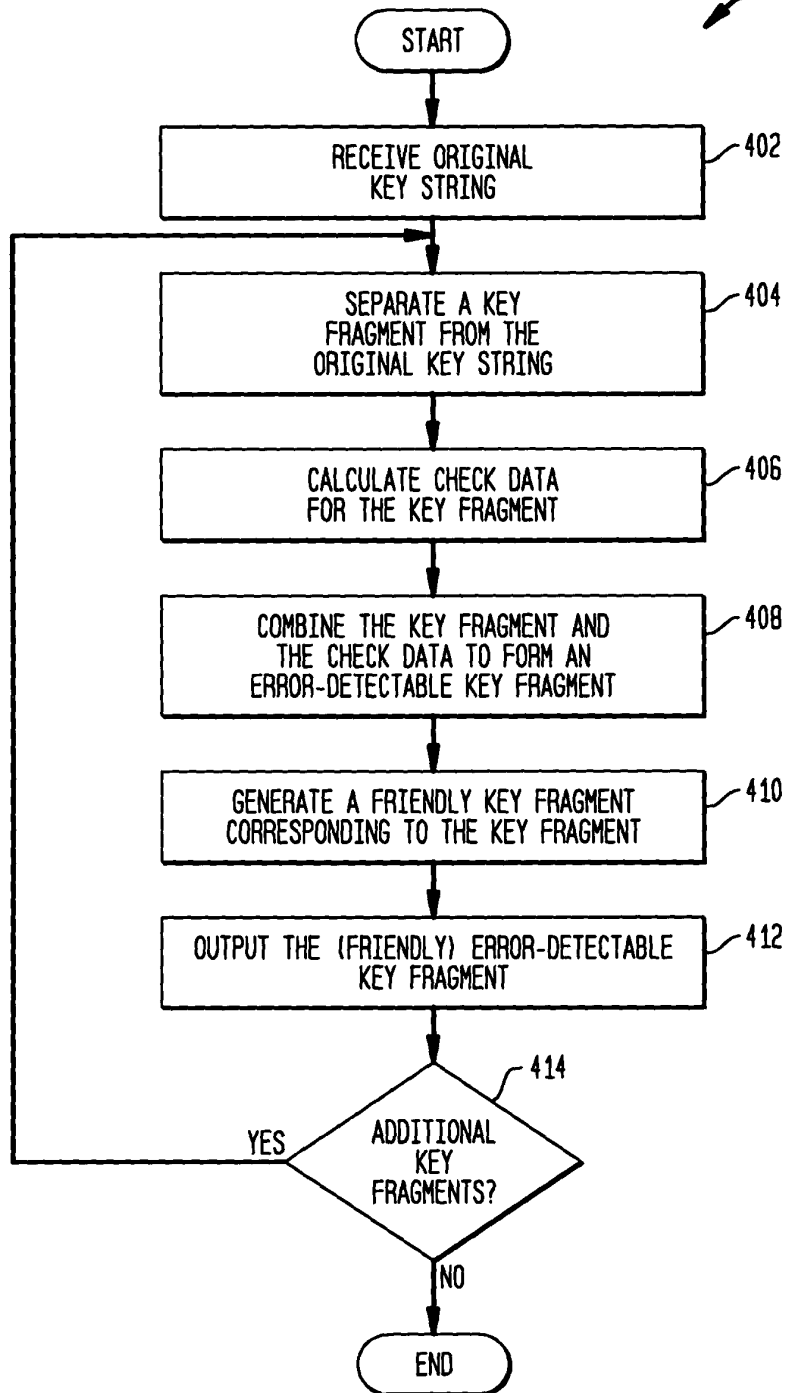 START
RECEIVE ORIGINAL
KEY STRING
402
SEPARATE A KEY
FRAGMENT FROM THE
ORIGINAL KEY STRING
404
CALCULATE CHECK DATA
FOR THE KEY FRAGMENT
406
COMBINE THE KEY FRAGMENT AND
THE CHECK DATA TO FORM AN
ERROR-DETECTABLE KEY FRAGMENT
408
GENERATE A FRIENDLY KEY FRAGMENT
CORRESPONDING TO THE KEY FRAGMENT
410
OUTPUT THE (FRIENDLY) ERROR-DETECTABLE
KEY FRAGMENT
412
414
YES
ADDITIONAL
KEY
FRAGMENTS?
NO
END